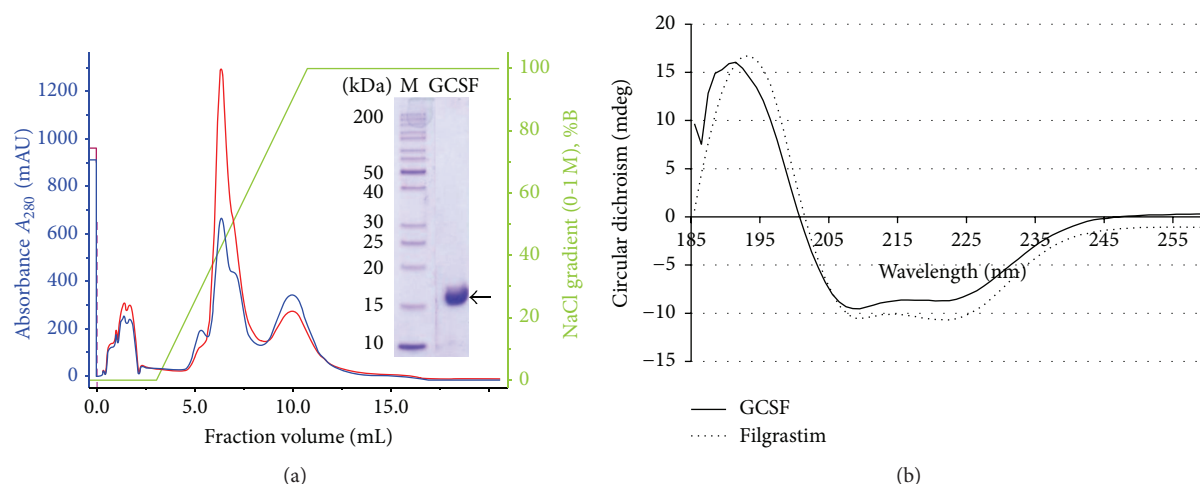 Absorbance A280 (mAU)
1300
1200
1000
800
600
400
200
0
0.0 5.0 10.0 15.0
Fraction volume (mL)
100
80
60
40
20
0
NaCl gradient (0-1M), %B
(kDa) M GCSF
200
50
40
30
25
20
15
10
(a)
Circular dichroism (mdeg)
20
15
10
5
0
−5
−10
−15
185 195 205 215 225 235 245 255
Wavelength (nm)
GCSF
Filgrastim
(b)